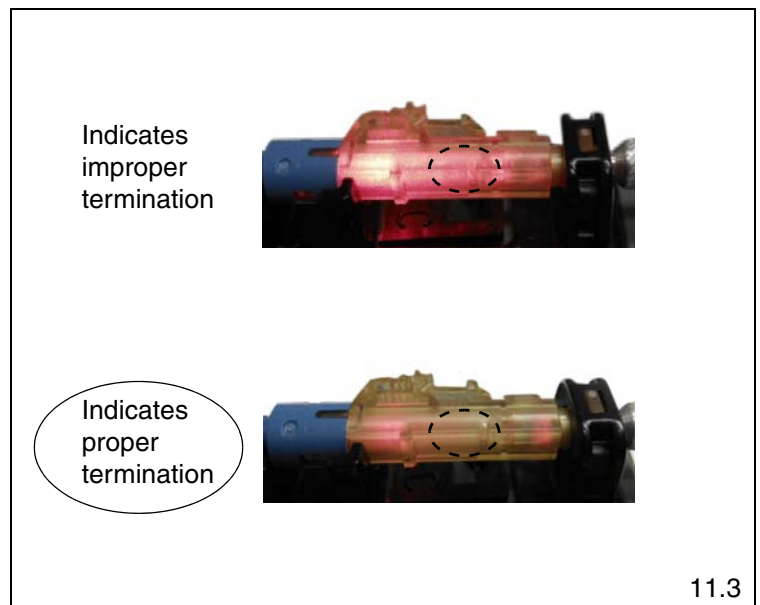 Indicates
improper
termination
Indicates
proper
termination
11.3